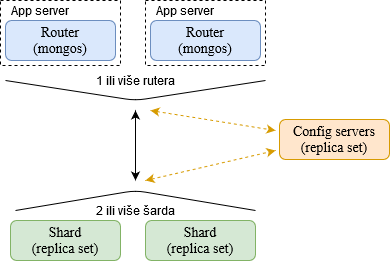 App server
App server
Router
(mongos)
Router
(mongos)
1 ili više rutera
Config servers
(replica set)
2 ili više šarda
Shard
(replica set)
Shard
(replica set)